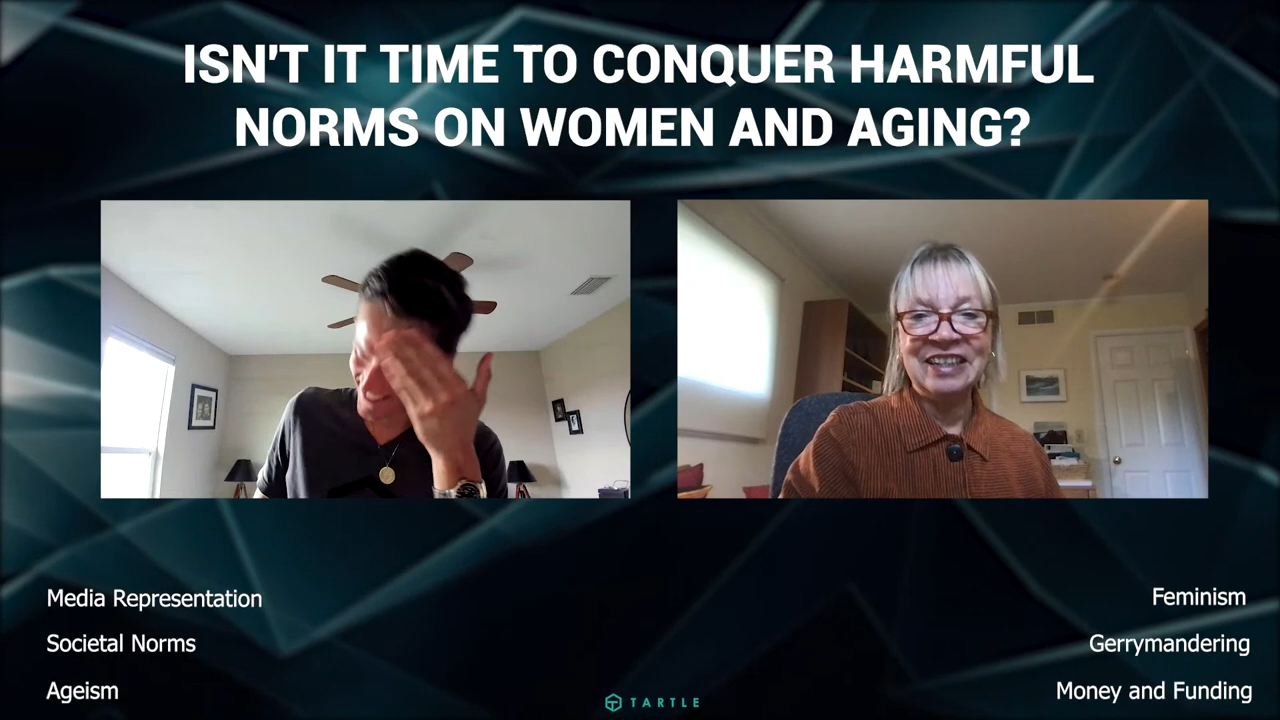 ISN'T IT TIME TO CONQUER HARMFUL
NORMS ON WOMEN AND AGING?
Media Representation
Societal Norms
Ageism
Feminism
Gerrymandering
Money and Funding
TARTLE